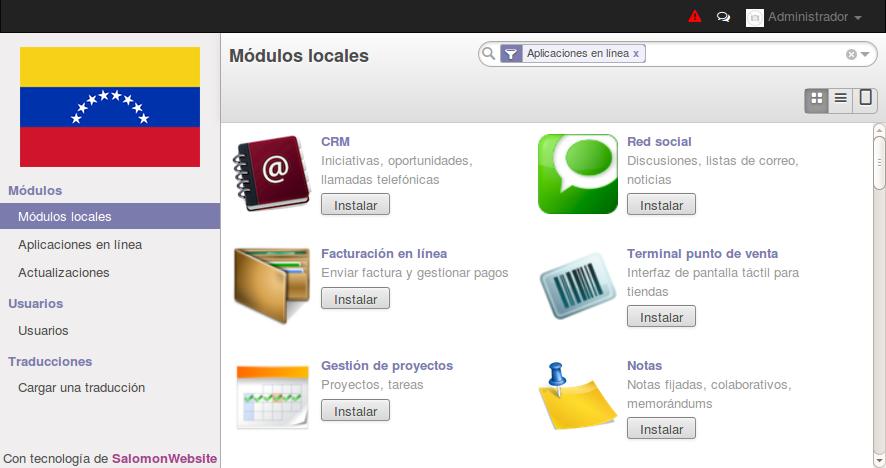 Administrador
Módulos
Módulos locales
Aplicaciones en línea
Actualizaciones
Usuarios
Usuarios
Traducciones
Cargar una traducción
Con tecnología de SalomonWebsite
Módulos locales
Aplicaciones en línea x
CRM
Iniciativas, oportunidades,
llamadas telefónicas
Instalar
Red social
Discusiones, listas de correo,
noticias
Instalar
Facturación en línea
Enviar factura y gestionar pagos
Instalar
Terminal punto de venta
Interfaz de pantalla táctil para
tiendas
Instalar
Gestión de proyectos
Proyectos, tareas
Instalar
Notas
Notas fijadas, colaborativos,
memorándums
Instalar